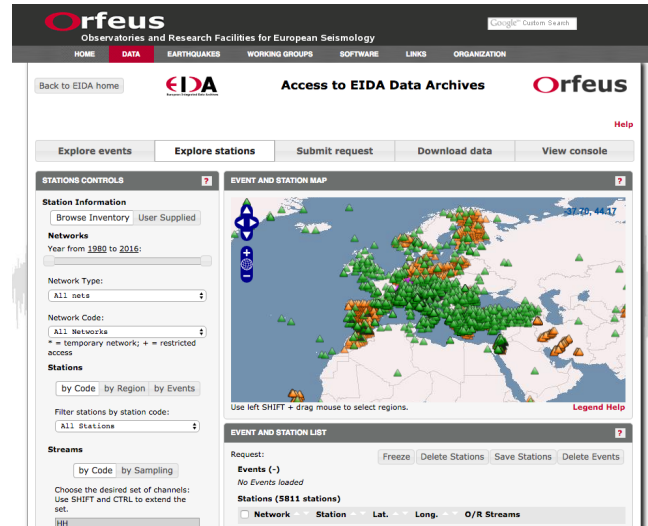 Orfeus
Observatories and Research Facilities for European Seismology
Google™ Custom Search
HOME DATA EARTHQUAKES WORKING GROUPS SOFTWARE LINKS ORGANIZATION
Back to EIDA home
EIDA
European Integrated Data Archive
Access to EIDA Data Archives
Orfeus
Help
Explore events Explore stations Submit request Download data View console
STATIONS CONTROLS ?
Station Information
Browse Inventory User Supplied
Networks
Year from 1980 to 2016:
Network Type:
All nets
Network Code:
All Networks
* = temporary network; + = restricted
access
Stations
by Code by Region by Events
Filter stations by station code:
All Stations
Streams
by Code by Sampling
Choose the desired set of channels:
Use SHIFT and CTRL to extend the
set.
HH
EVENT AND STATION MAP ?
-37.70, 44.17
Use left SHIFT + drag mouse to select regions.
Legend Help
EVENT AND STATION LIST ?
Request:
Freeze Delete Stations Save Stations Delete Events
Events (-)
No Events loaded
Stations (5811 stations)
Network Station Lat. Long. O/R Streams